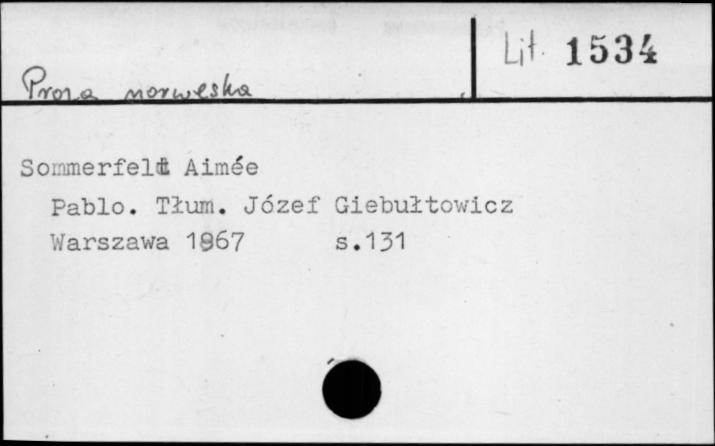 Lit. 1534
Proza norweska
Sommerfelt Aimée
Pablo. Tłum. Józef Giebułtowicz
Warszawa 1967 s.131